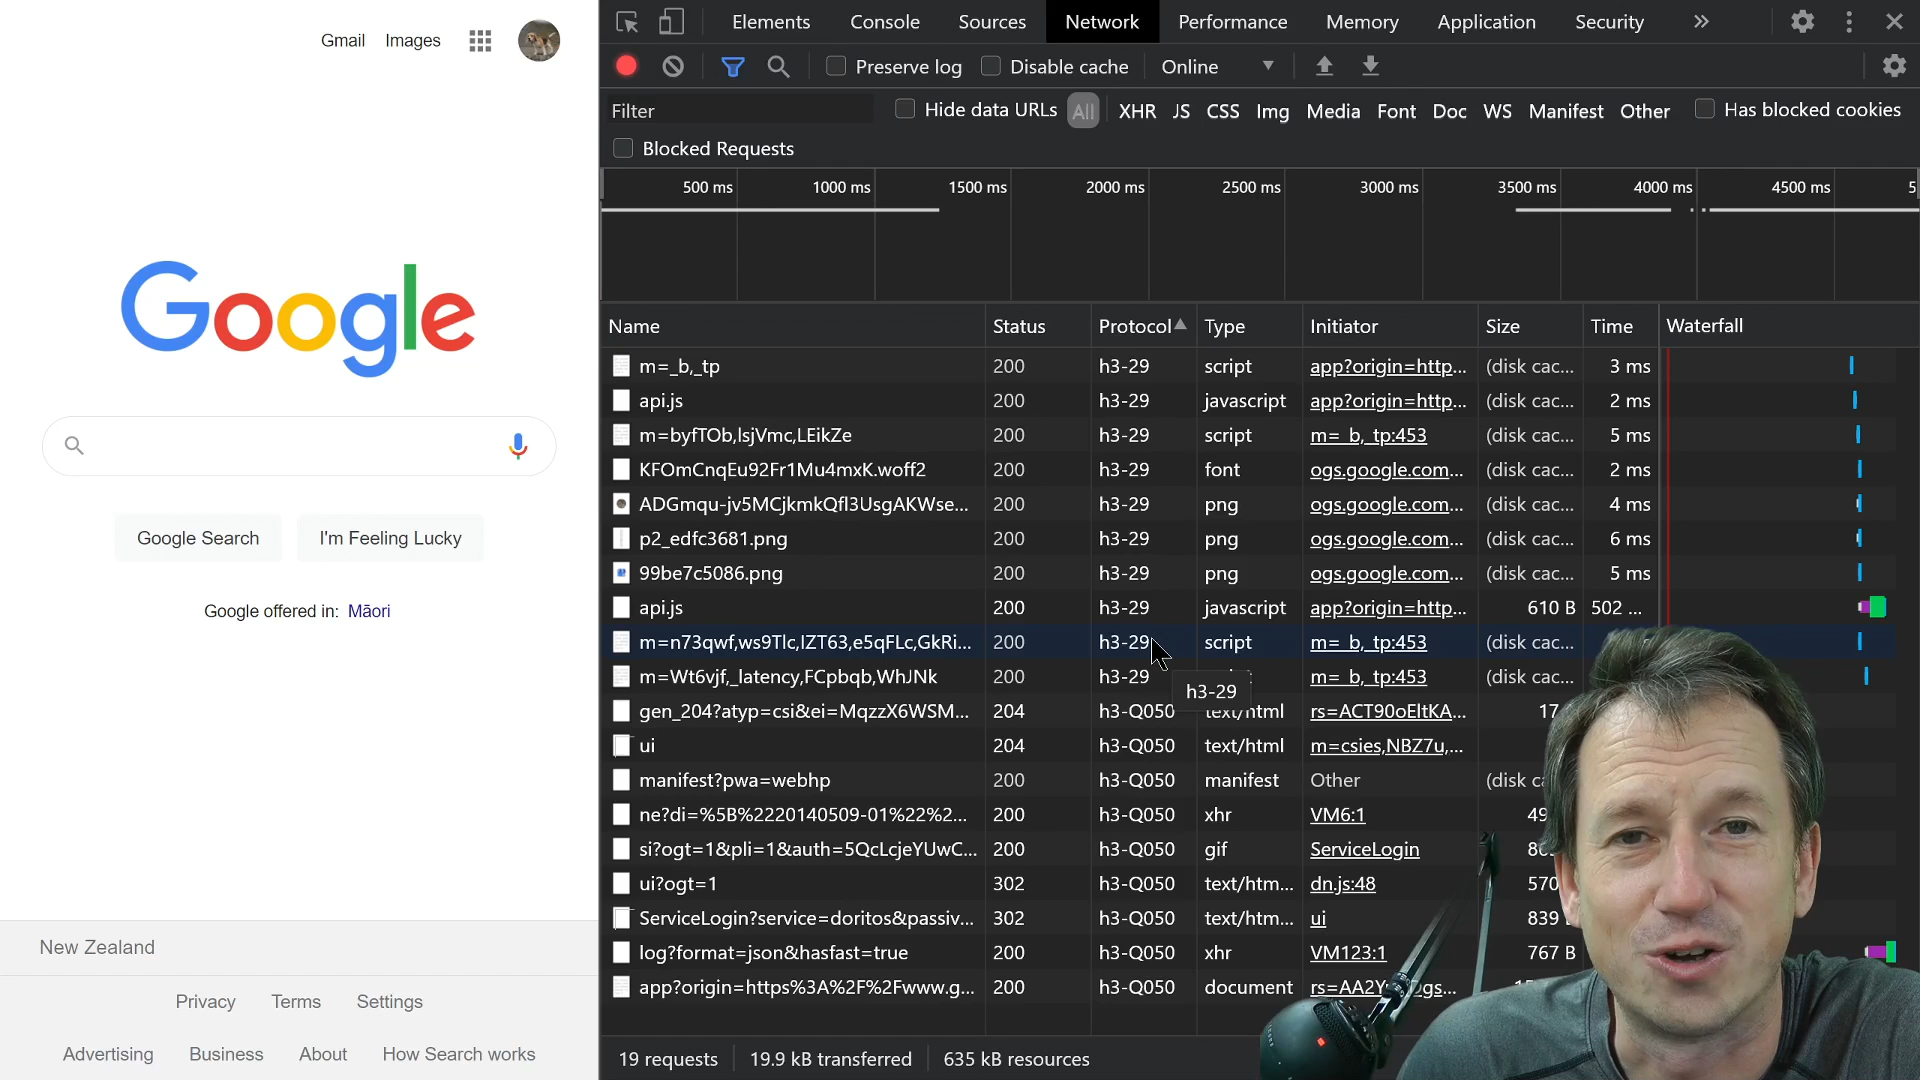 Gmail Images
Google
Google Search I'm Feeling Lucky
Google offered in: Māori
New Zealand
Privacy Terms Settings
Advertising Business About How Search works
Elements Console Sources Network Performance Memory Application Security »
Preserve log Disable cache Online
Filter Hide data URLs All XHR JS CSS Img Media Font Doc WS Manifest Other Has blocked cookies
Blocked Requests
500 ms 1000 ms 1500 ms 2000 ms 2500 ms 3000 ms 3500 ms 4000 ms 4500 ms 5
Name Status Protocol Type Initiator Size Time Waterfall
m=_b,_tp 200 h3-29 script app?origin=http... (disk cac... 3 ms
api.js 200 h3-29 javascript app?origin=http... (disk cac... 2 ms
m=byfTOb,lsjVmc,LEikZe 200 h3-29 script m=_b,_tp:453 (disk cac... 5 ms
KFOmCnqEu92Fr1Mu4mxK.woff2 200 h3-29 font ogs.google.com... (disk cac... 2 ms
ADGmqu-jv5MCjkmkQfl3UsgAKWse... 200 h3-29 png ogs.google.com... (disk cac... 4 ms
p2_edfc3681.png 200 h3-29 png ogs.google.com... (disk cac... 6 ms
99be7c5086.png 200 h3-29 png ogs.google.com... (disk cac... 5 ms
api.js 200 h3-29 javascript app?origin=http... 610 B 502 ...
m=n73qwf,ws9Tlc,IZT63,e5qFLc,GkRi... 200 h3-29 script m=_b,_tp:453 (disk cac...
m=Wt6vjf,_latency,FCpbqb,WhJNk 200 h3-29 m=_b,_tp:453 (disk cac...
h3-29
gen_204?atyp=csi&ei=MqzzX6WSM... 204 h3-Q050 text/html rs=ACT90oEltKA... 17
ui 204 h3-Q050 text/html m=csies,NBZ7u,...
manifest?pwa=webhp 200 h3-Q050 manifest Other (disk ca
ne?di=%5B%2220140509-01%22%2... 200 h3-Q050 xhr VM6:1 49
si?ogt=1&pli=1&auth=5QcLcjeYUwC... 200 h3-Q050 gif ServiceLogin
ui?ogt=1 302 h3-Q050 text/htm... dn.js:48 570
ServiceLogin?service=doritos&passiv... 302 h3-Q050 text/htm... ui 839
log?format=json&hasfast=true 200 h3-Q050 xhr VM123:1 767 B
app?origin=https%3A%2F%2Fwww.g... 200 h3-Q050 document
19 requests 19.9 kB transferred 635 kB resources